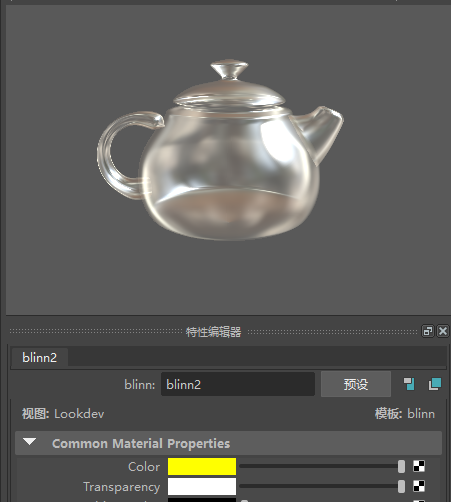 特性编辑器
blinn2
blinn: blinn2 预设
视图: Lookdev 模板: blinn
Common Material Properties
Color
Transparency